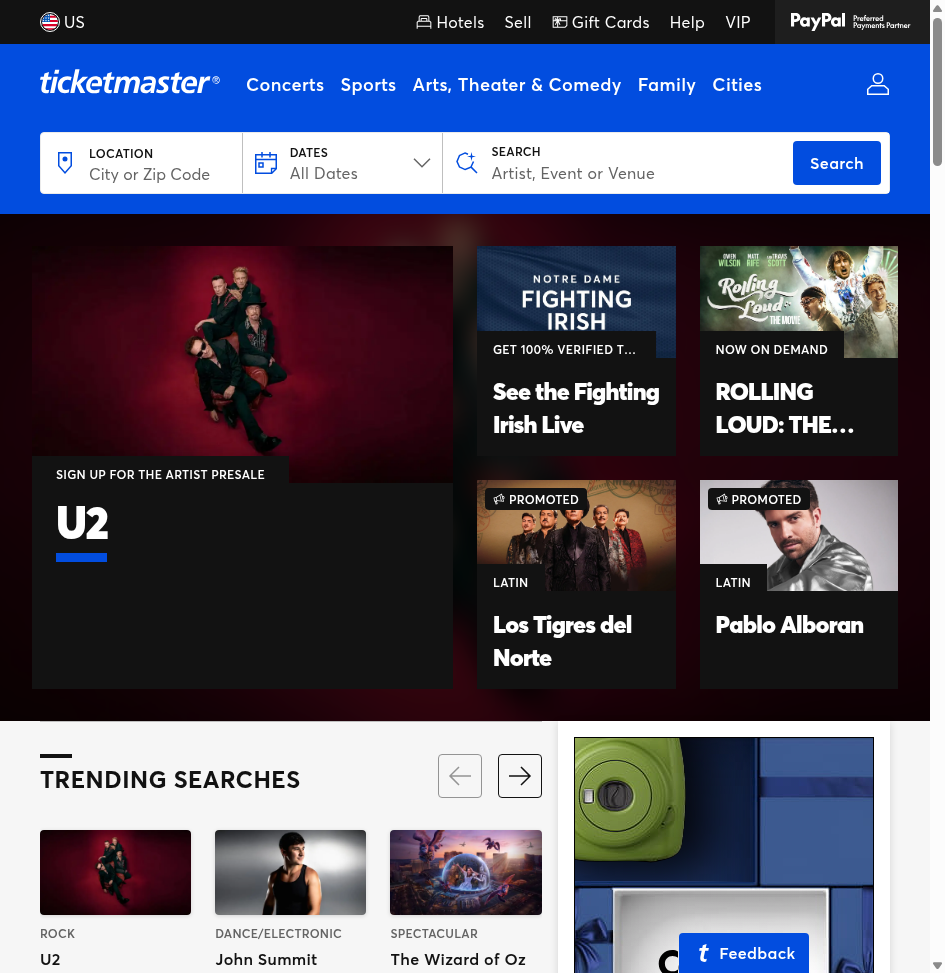 US
Hotels
Sell
Gift Cards
Help
VIP
PayPal Preferred
Payments Partner
ticketmaster®
Concerts
Sports
Arts, Theater & Comedy
Family
Cities
LOCATION
City or Zip Code
DATES
All Dates
SEARCH
Artist, Event or Venue
Search
SIGN UP FOR THE ARTIST PRESALE
U2
NOTRE DAME
FIGHTING
IRISH
GET 100% VERIFIED T...
See the Fighting
Irish Live
OWEN WILSON
MATT RIFE
TRAVIS SCOTT
Rolling
Loud
THE MOVIE
NOW ON DEMAND
ROLLING
LOUD: THE...
PROMOTED
LATIN
Los Tigres del
Norte
PROMOTED
LATIN
Pablo Alboran
TRENDING SEARCHES
ROCK
U2
DANCE/ELECTRONIC
John Summit
SPECTACULAR
The Wizard of Oz
t Feedback